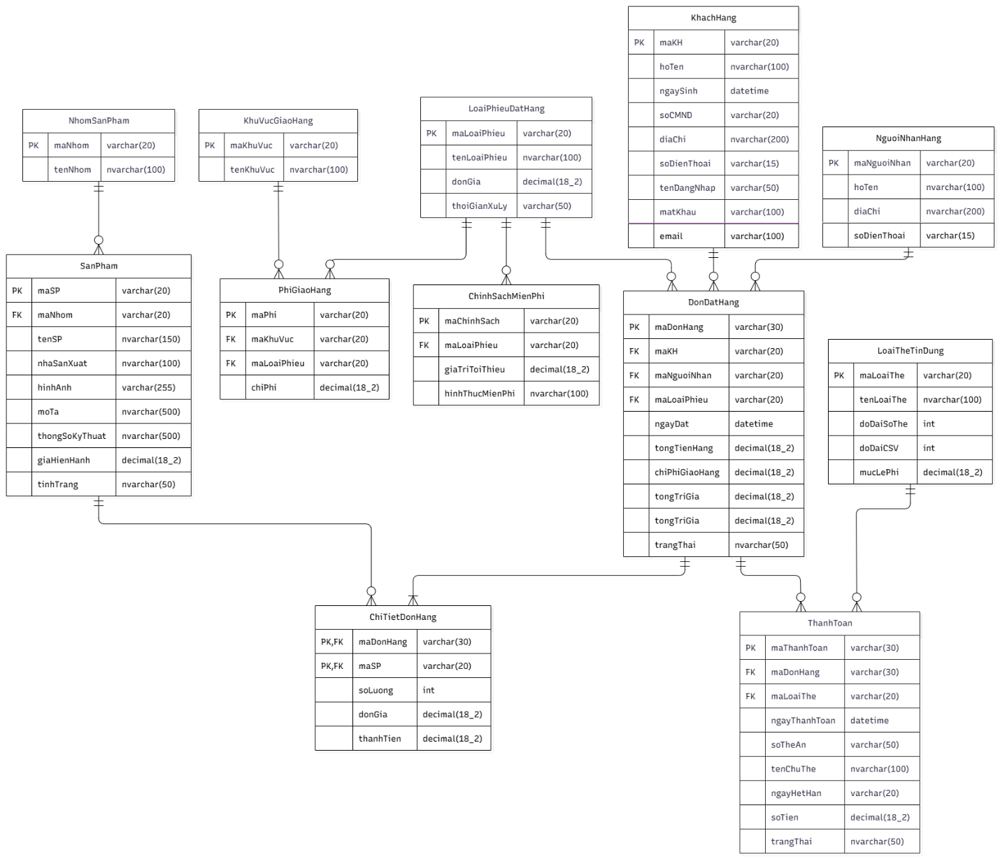 KhachHang
PK maKH varchar(20)
hoTen nvarchar(100)
ngaySinh datetime
soCMND varchar(20)
diaChi nvarchar(200)
soDienThoai varchar(15)
tenDangNhap varchar(50)
matKhau varchar(100)
email varchar(100)
NhomSanPham
PK maNhom varchar(20)
tenNhom nvarchar(100)
KhuVucGiaoHang
PK maKhuVuc varchar(20)
tenKhuVuc nvarchar(100)
LoaiPhieuDatHang
PK maLoaiPhieu varchar(20)
tenLoaiPhieu nvarchar(100)
donGia decimal(18_2)
thoiGianXuLy varchar(50)
NguoiNhanHang
PK maNguoiNhan varchar(20)
hoTen nvarchar(100)
diaChi nvarchar(200)
soDienThoai varchar(15)
SanPham
PK maSP varchar(20)
FK maNhom varchar(20)
tenSP nvarchar(150)
nhaSanXuat nvarchar(100)
hinhAnh varchar(255)
moTa nvarchar(500)
thongSoKyThuat nvarchar(500)
giaHienHanh decimal(18_2)
tinhTrang nvarchar(50)
PhiGiaoHang
PK maPhi varchar(20)
FK maKhuVuc varchar(20)
FK maLoaiPhieu varchar(20)
chiPhi decimal(18_2)
ChinhSachMienPhi
PK maChinhSach varchar(20)
FK maLoaiPhieu varchar(20)
giaTriToiThieu decimal(18_2)
hinhThucMienPhi nvarchar(100)
DonDatHang
PK maDonHang varchar(30)
FK maKH varchar(20)
FK maNguoiNhan varchar(20)
FK maLoaiPhieu varchar(20)
ngayDat datetime
tongTienHang decimal(18_2)
chiPhiGiaoHang decimal(18_2)
tongTriGia decimal(18_2)
tongTriGia decimal(18_2)
trangThai nvarchar(50)
LoaiTheTinDung
PK maLoaiThe varchar(20)
tenLoaiThe nvarchar(100)
doDaiSoThe int
doDaiCSV int
mucLePhi decimal(18_2)
ChiTietDonHang
PK,FK maDonHang varchar(30)
PK,FK maSP varchar(20)
soLuong int
donGia decimal(18_2)
thanhTien decimal(18_2)
ThanhToan
PK maThanhToan varchar(30)
FK maDonHang varchar(30)
FK maLoaiThe varchar(20)
ngayThanhToan datetime
soTheAn varchar(50)
tenChuThe nvarchar(100)
ngayHetHan varchar(20)
soTien decimal(18_2)
trangThai nvarchar(50)